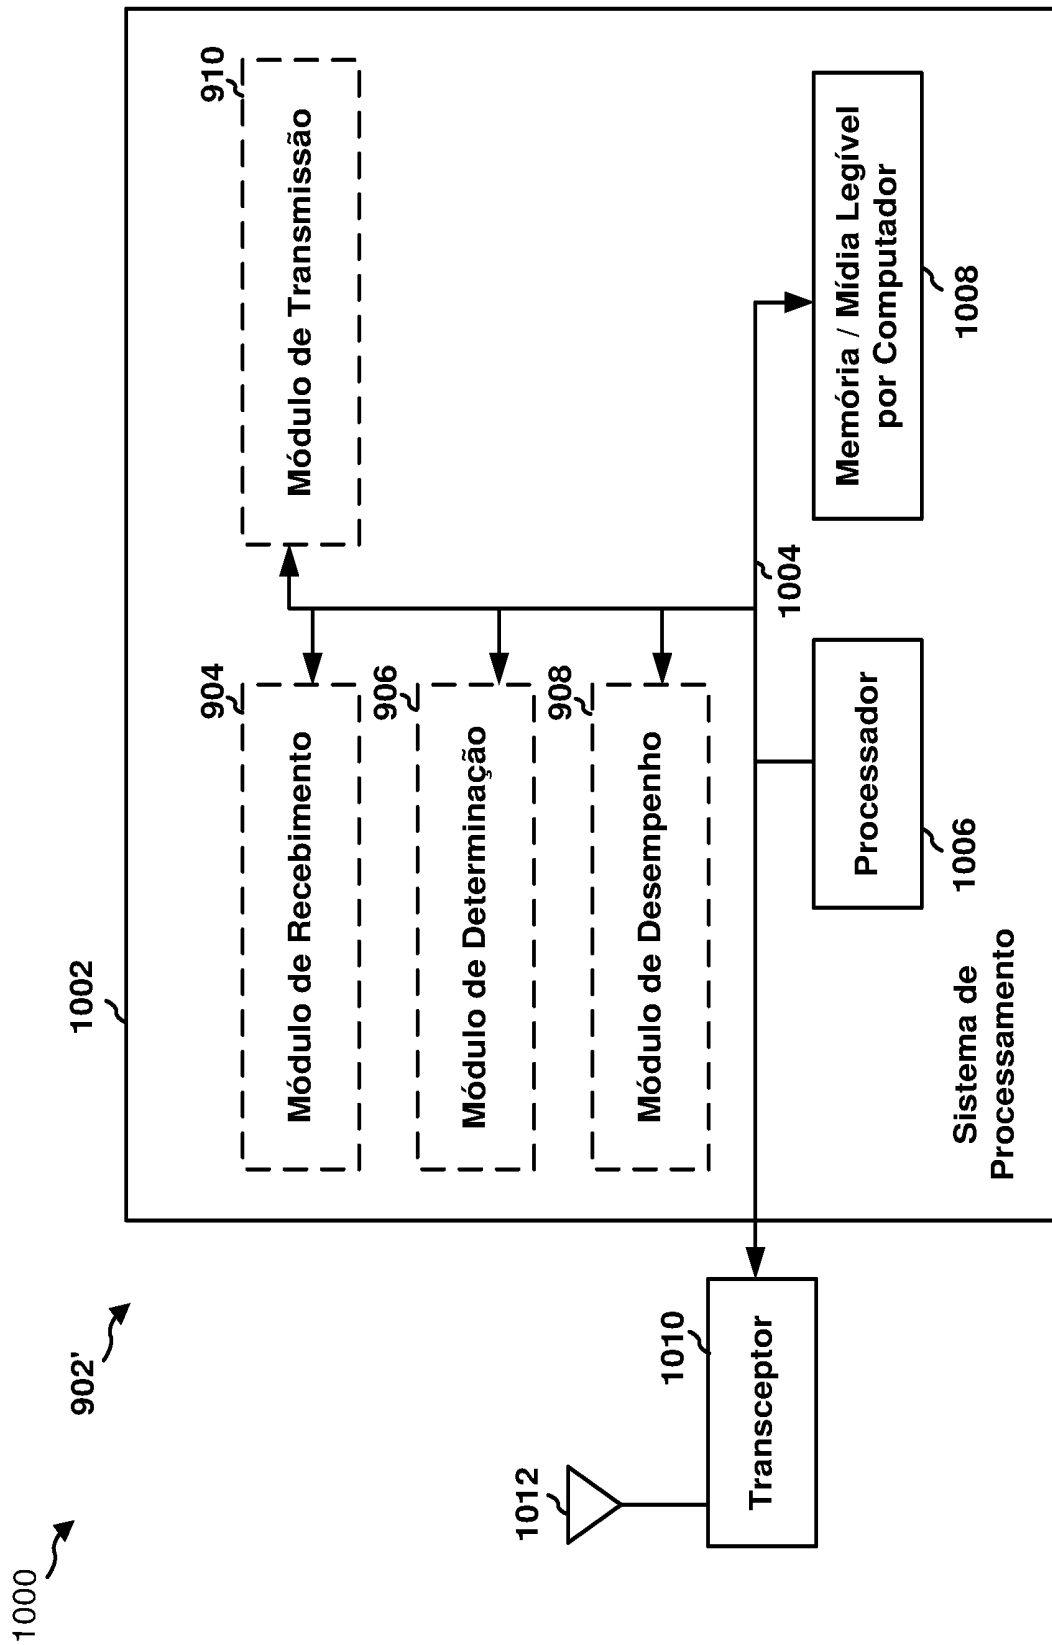 1000
902'
1002
904
Módulo de Recebimento
910
Módulo de Transmissão
906
Módulo de Determinação
908
Módulo de Desempenho
1012
1010
Transceptor
1004
Processador
1006
Memória / Mídia Legível
por Computador
1008
Sistema de
Processamento